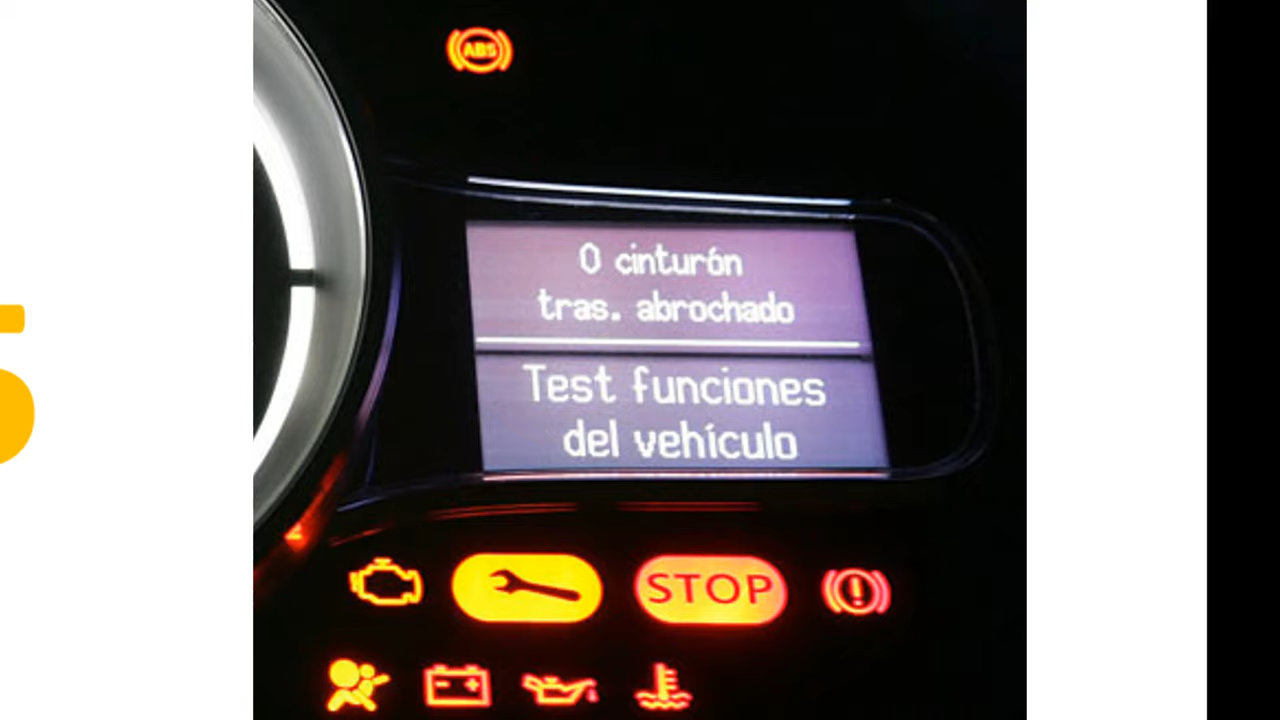 ABS
0 cinturón
tras. abrochado
Test funciones
del vehículo
STOP